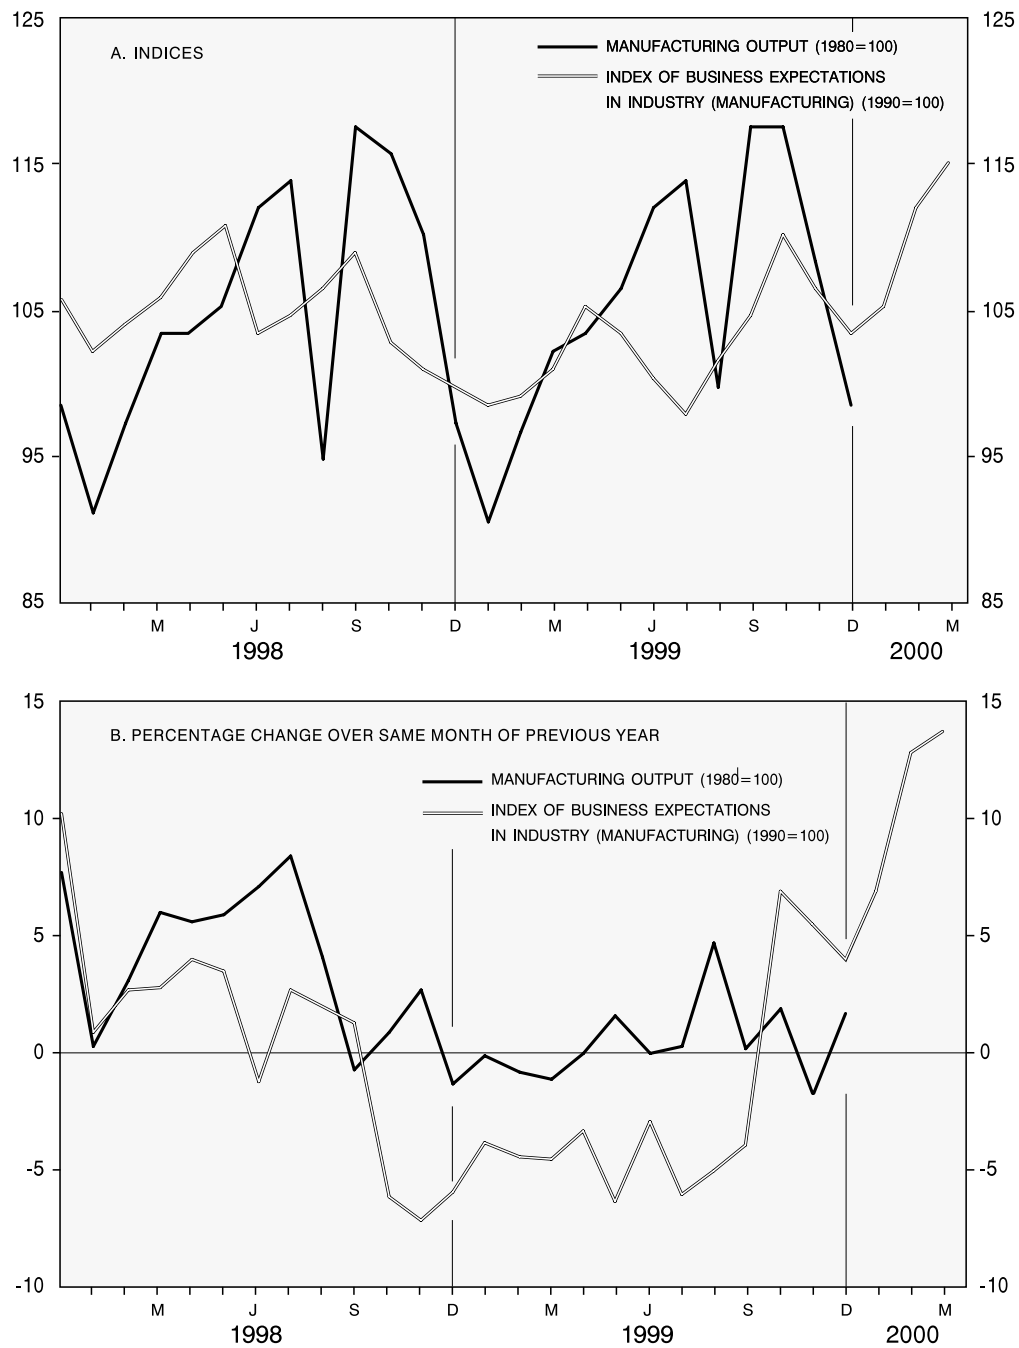 125 125
A. INDICES
MANUFACTURING OUTPUT (1980=100)
INDEX OF BUSINESS EXPECTATIONS
IN INDUSTRY (MANUFACTURING) (1990=100)
115 115
105 105
95 95
85 85
M J S D M J S D M
1998 1999 2000
15 15
B. PERCENTAGE CHANGE OVER SAME MONTH OF PREVIOUS YEAR
MANUFACTURING OUTPUT (1980=100)
INDEX OF BUSINESS EXPECTATIONS
IN INDUSTRY (MANUFACTURING) (1990=100)
10 10
5 5
0 0
-5 -5
-10 -10
M J S D M J S D M
1998 1999 2000